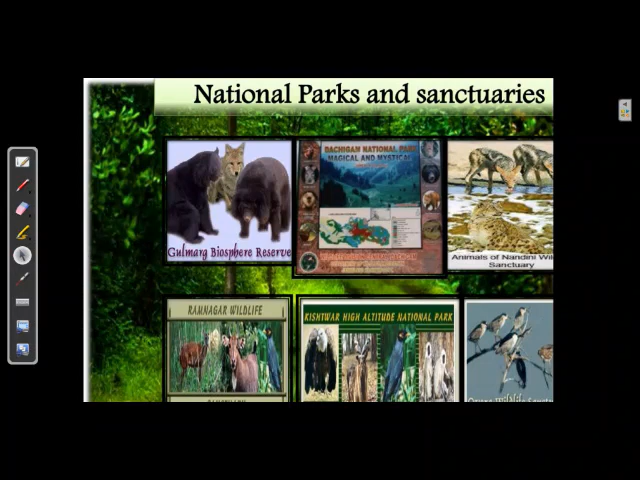 National Parks and sanctuaries
DACHIGAM NATIONAL PARK
MAGICAL AND MYSTICAL
Gulmarg Biosphere Reserve
Animals of Nandini Wil
Sanctuary
RAMNAGAR WILDLIFE
KISHTWAR HIGH ALTITUDE NATIONAL PARK